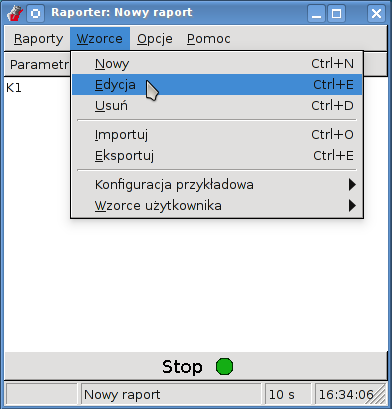 Raporter: Nowy raport
Raporty Wzorce Opcje Pomoc
Parametr
K1
Nowy Ctrl+N
Edycja Ctrl+E
Usuń Ctrl+D
Importuj Ctrl+O
Eksportuj Ctrl+E
Konfiguracja przykładowa
Wzorce użytkownika
Stop
Nowy raport 10 s 16:34:06